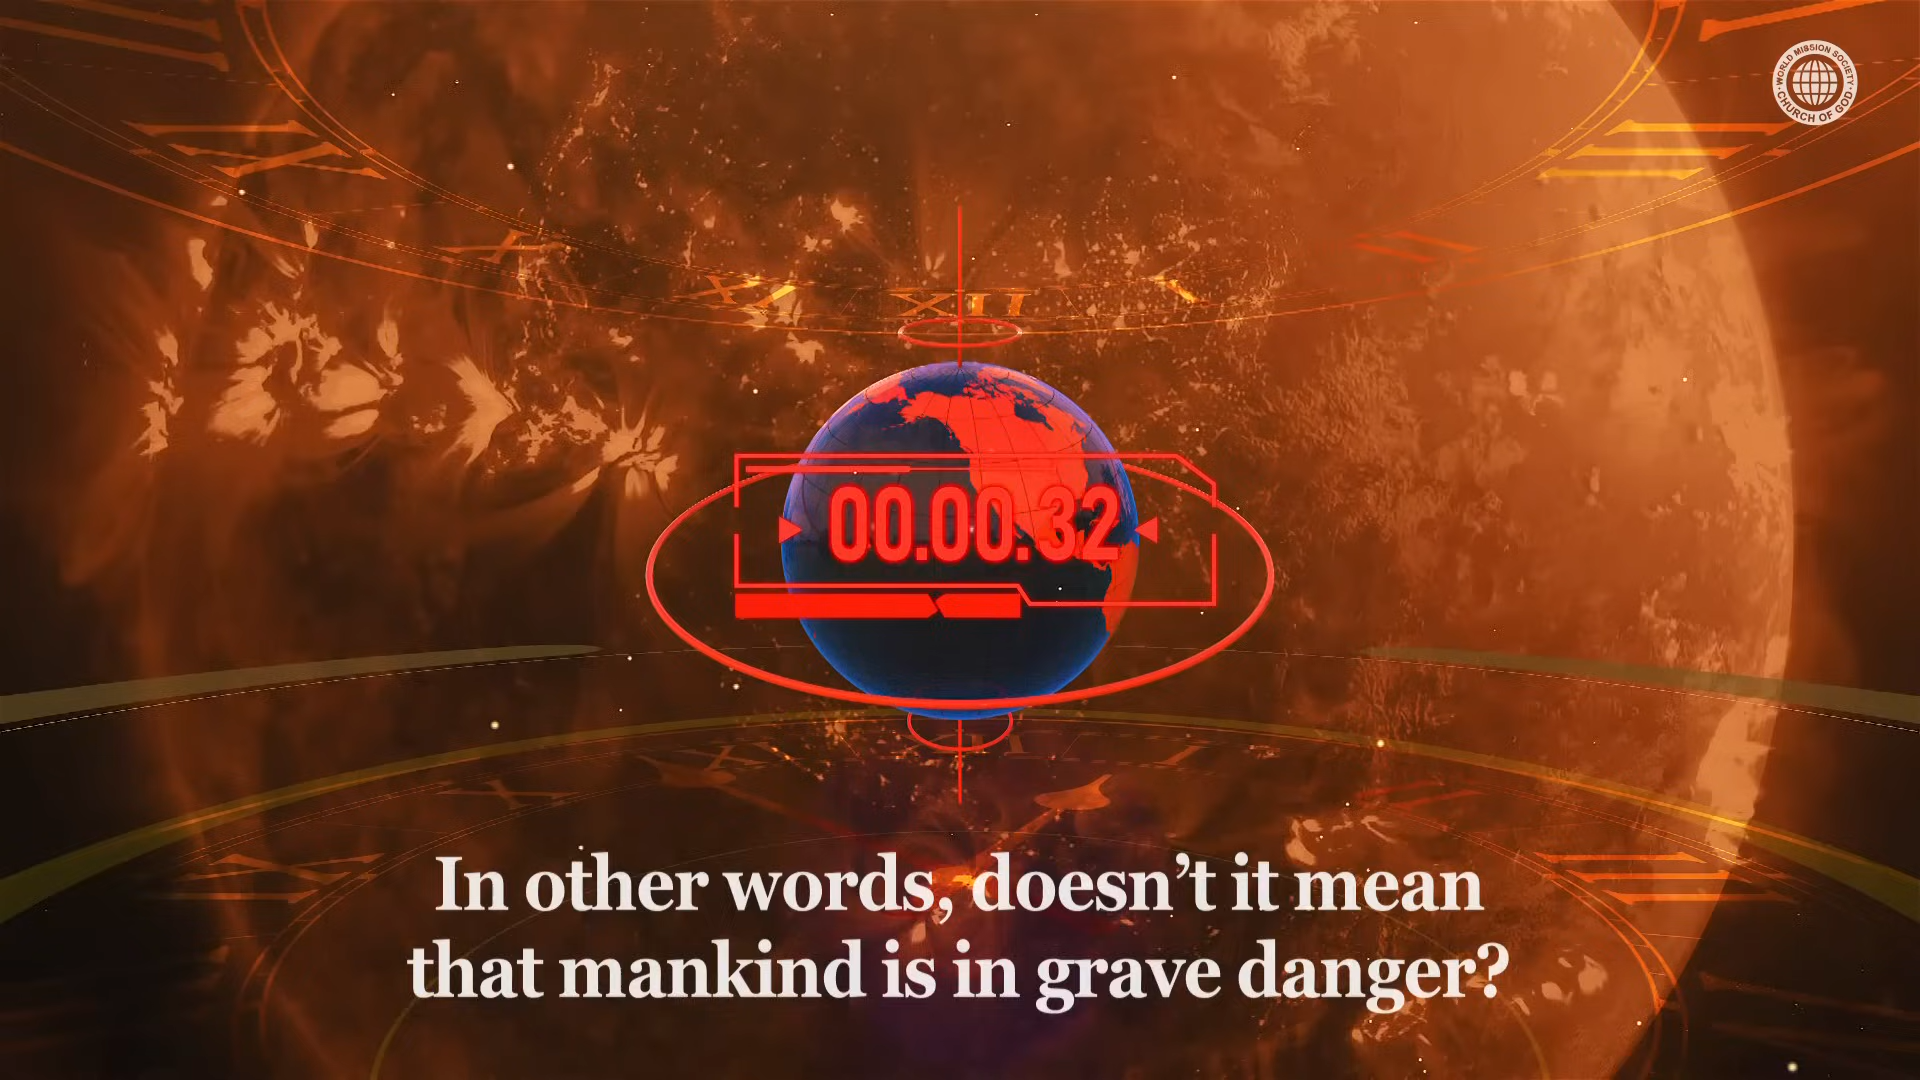 WORLD MISSION SOCIETY
CHURCH OF GOD
XI
XII
I
00.00.32
In other words, doesn’t it mean
that mankind is in grave danger?